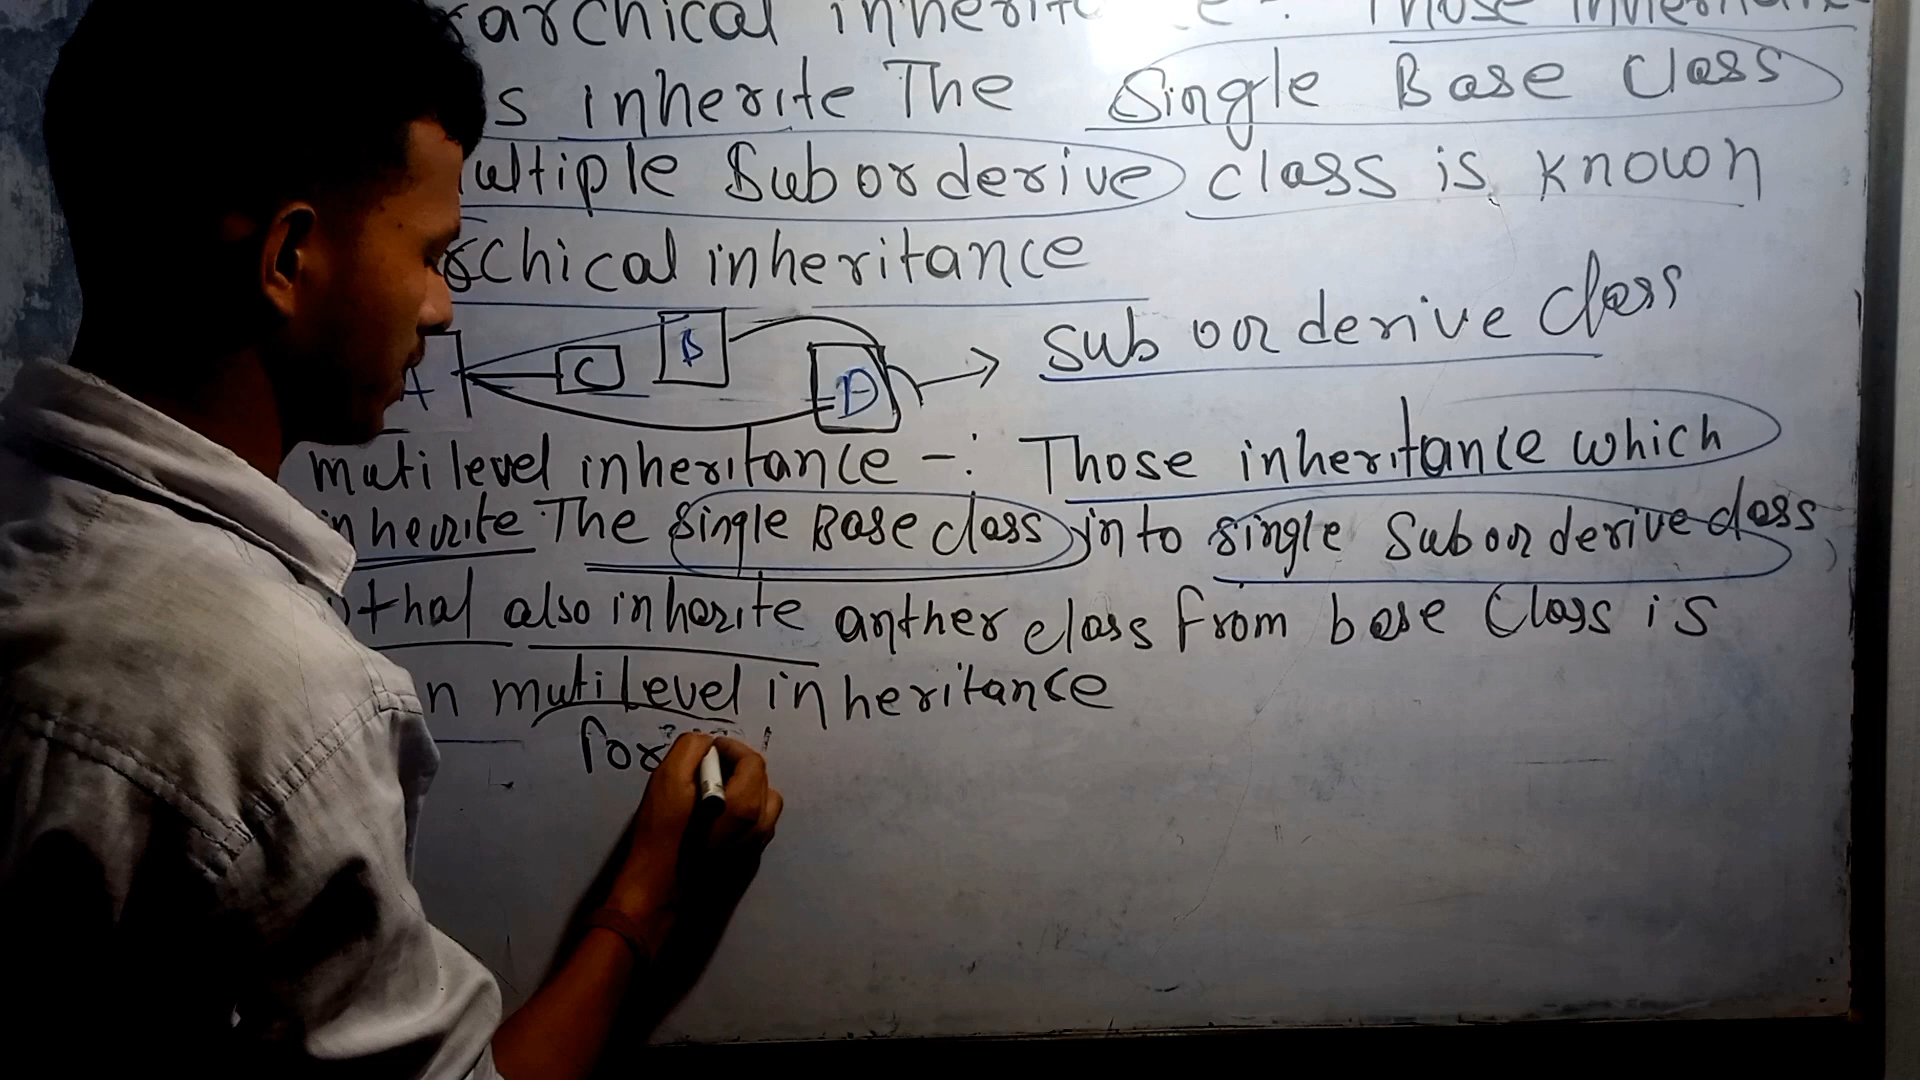 archical inherit e -: Those inheritan
s inherite The Single Base Class
ultiple Sub or derive class is known
rchical inheritance
A C B D → Sub or derive class
mutilevel inheritance -: Those inheritance which
inherite The single Base class into single Sub or derive class,
that also inherite anther class from base Class is
n mutilevel inheritance
for